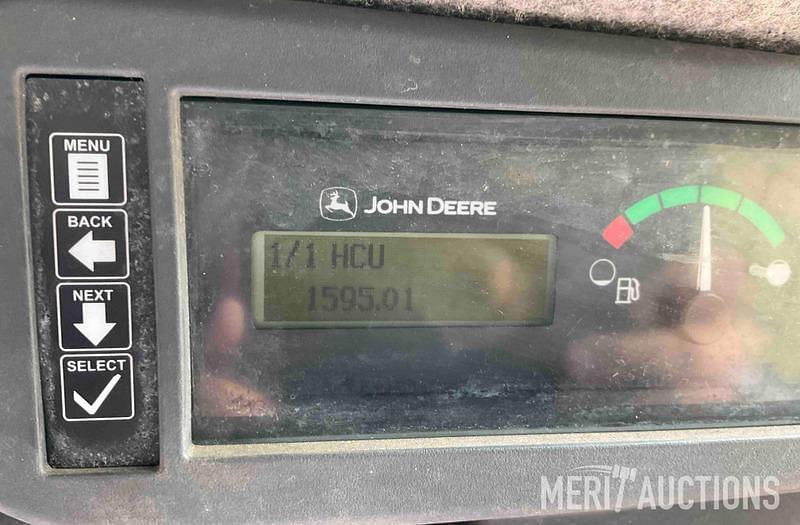 MENU
BACK
NEXT
SELECT
JOHN DEERE
1/1 HCU
1595.01
MERIT AUCTIONS